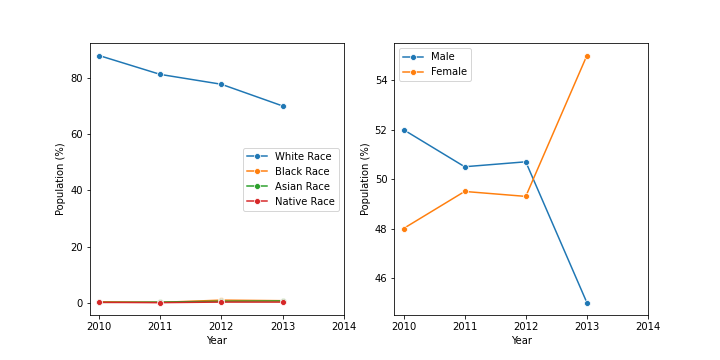 80
60
40
20
0
Population (%)
White Race
Black Race
Asian Race
Native Race
2010 2011 2012 2013 2014
Year
54
52
50
48
46
Population (%)
Male
Female
2010 2011 2012 2013 2014
Year